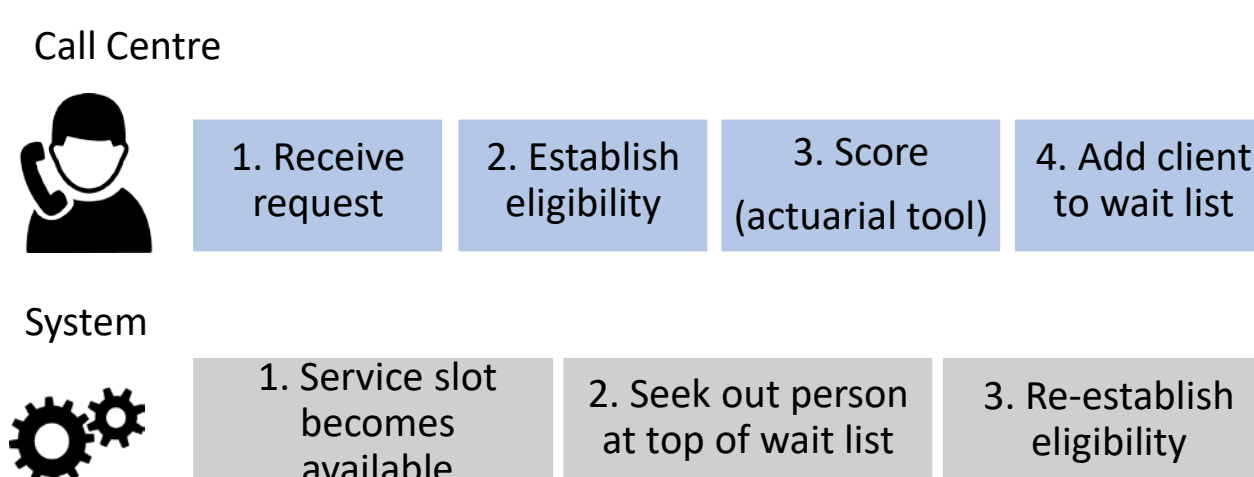 Call Centre
1. Receive
request
2. Establish
eligibility
3. Score
(actuarial tool)
4. Add client
to wait list
System
1. Service slot
becomes
available
2. Seek out person
at top of wait list
3. Re-establish
eligibility